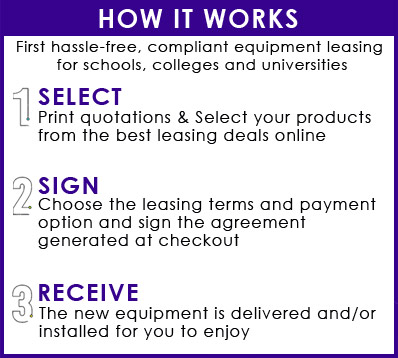 HOW IT WORKS
First hassle-free, compliant equipment leasing
for schools, colleges and universities
1 SELECT
Print quotations & Select your products
from the best leasing deals online
2 SIGN
Choose the leasing terms and payment
option and sign the agreement
generated at checkout
3 RECEIVE
The new equipment is delivered and/or
installed for you to enjoy